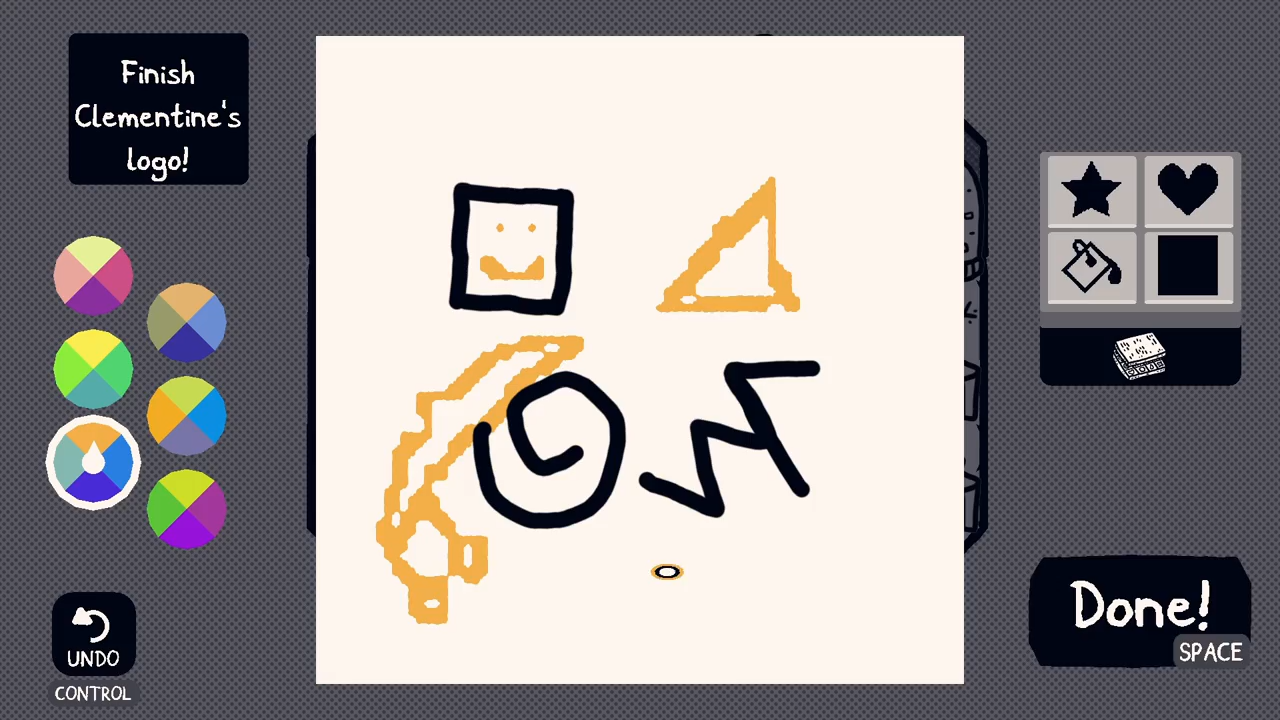 Finish
Clementine's
logo!
UNDO
CONTROL
Done!
SPACE